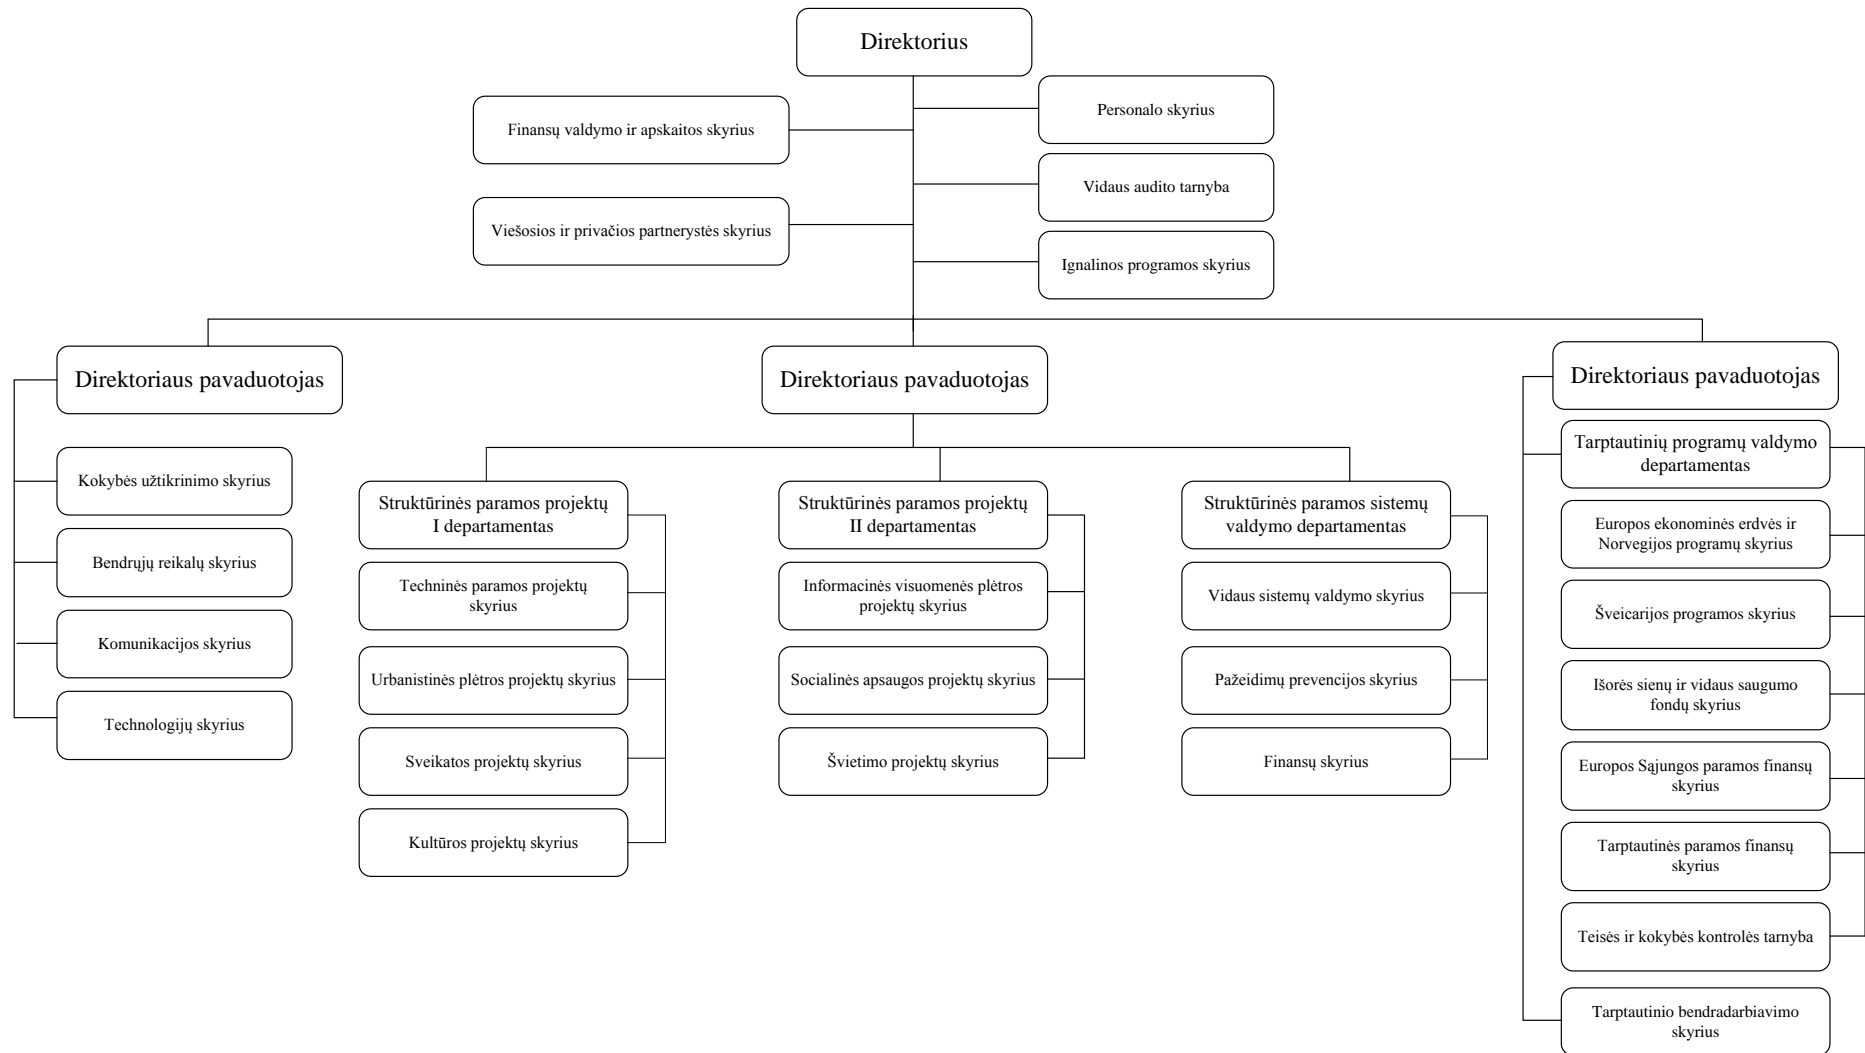 Direktorius
Finansų valdymo ir apskaitos skyrius
Viešosios ir privačios partnerystės skyrius
Personalo skyrius
Vidaus audito tarnyba
Ignalinos programos skyrius
Direktoriaus pavaduotojas
Kokybės užtikrinimo skyrius
Bendrųjų reikalų skyrius
Komunikacijos skyrius
Technologijų skyrius
Direktoriaus pavaduotojas
Struktūrinės paramos projektų
I departamentas
Techninės paramos projektų
skyrius
Urbanistinės plėtros projektų skyrius
Sveikatos projektų skyrius
Kultūros projektų skyrius
Struktūrinės paramos projektų
II departamentas
Informacinės visuomenės plėtros
projektų skyrius
Socialinės apsaugos projektų skyrius
Švietimo projektų skyrius
Struktūrinės paramos sistemų
valdymo departamentas
Vidaus sistemų valdymo skyrius
Pažeidimų prevencijos skyrius
Finansų skyrius
Direktoriaus pavaduotojas
Tarptautinių programų valdymo
departamentas
Europos ekonominės erdvės ir
Norvegijos programų skyrius
Šveicarijos programos skyrius
Išorės sienų ir vidaus saugumo
fondų skyrius
Europos Sąjungos paramos finansų
skyrius
Tarptautinės paramos finansų
skyrius
Teisės ir kokybės kontrolės tarnyba
Tarptautinio bendradarbiavimo
skyrius